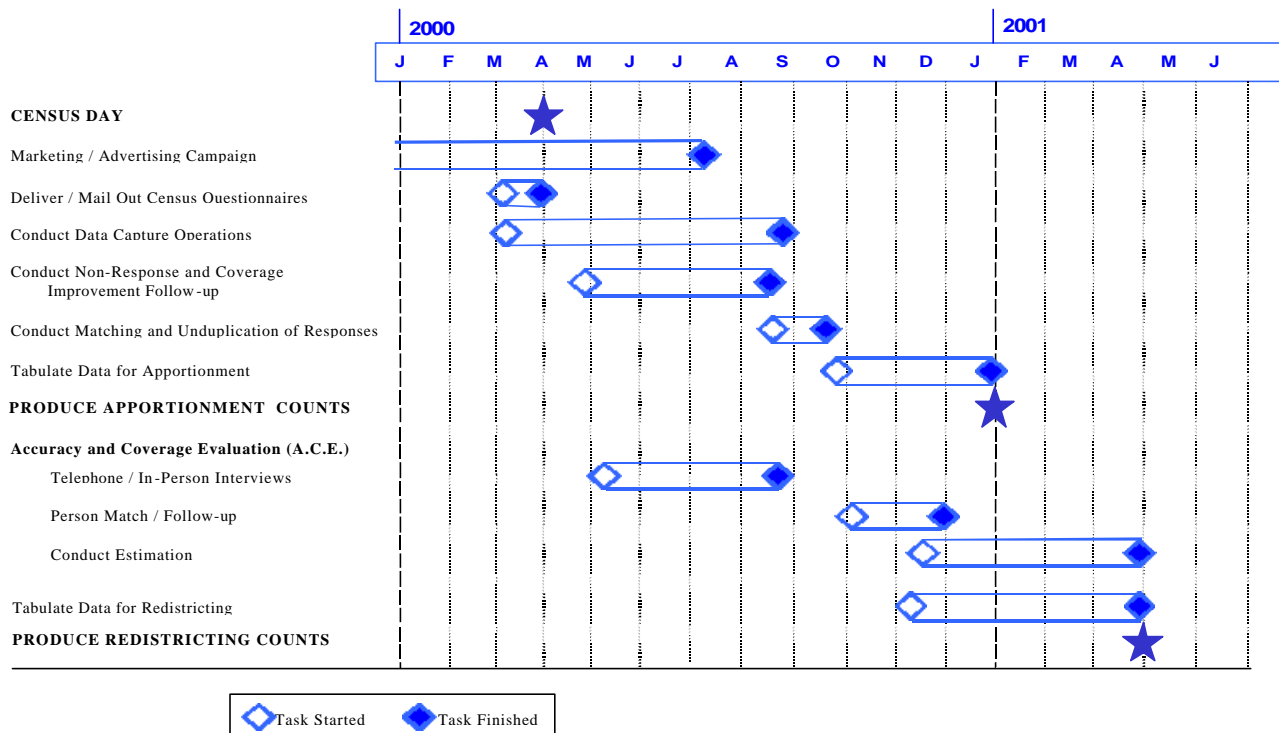 2000 2001
J F M A M J J A S O N D J F M A M J
CENSUS DAY
Marketing / Advertising Campaign
Deliver / Mail Out Census Questionnaires
Conduct Data Capture Operations
Conduct Non-Response and Coverage
Improvement Follow-up
Conduct Matching and Unduplication of Responses
Tabulate Data for Apportionment
PRODUCE APPORTIONMENT COUNTS
Accuracy and Coverage Evaluation (A.C.E.)
Telephone / In-Person Interviews
Person Match / Follow-up
Conduct Estimation
Tabulate Data for Redistricting
PRODUCE REDISTRICTING COUNTS
Task Started Task Finished